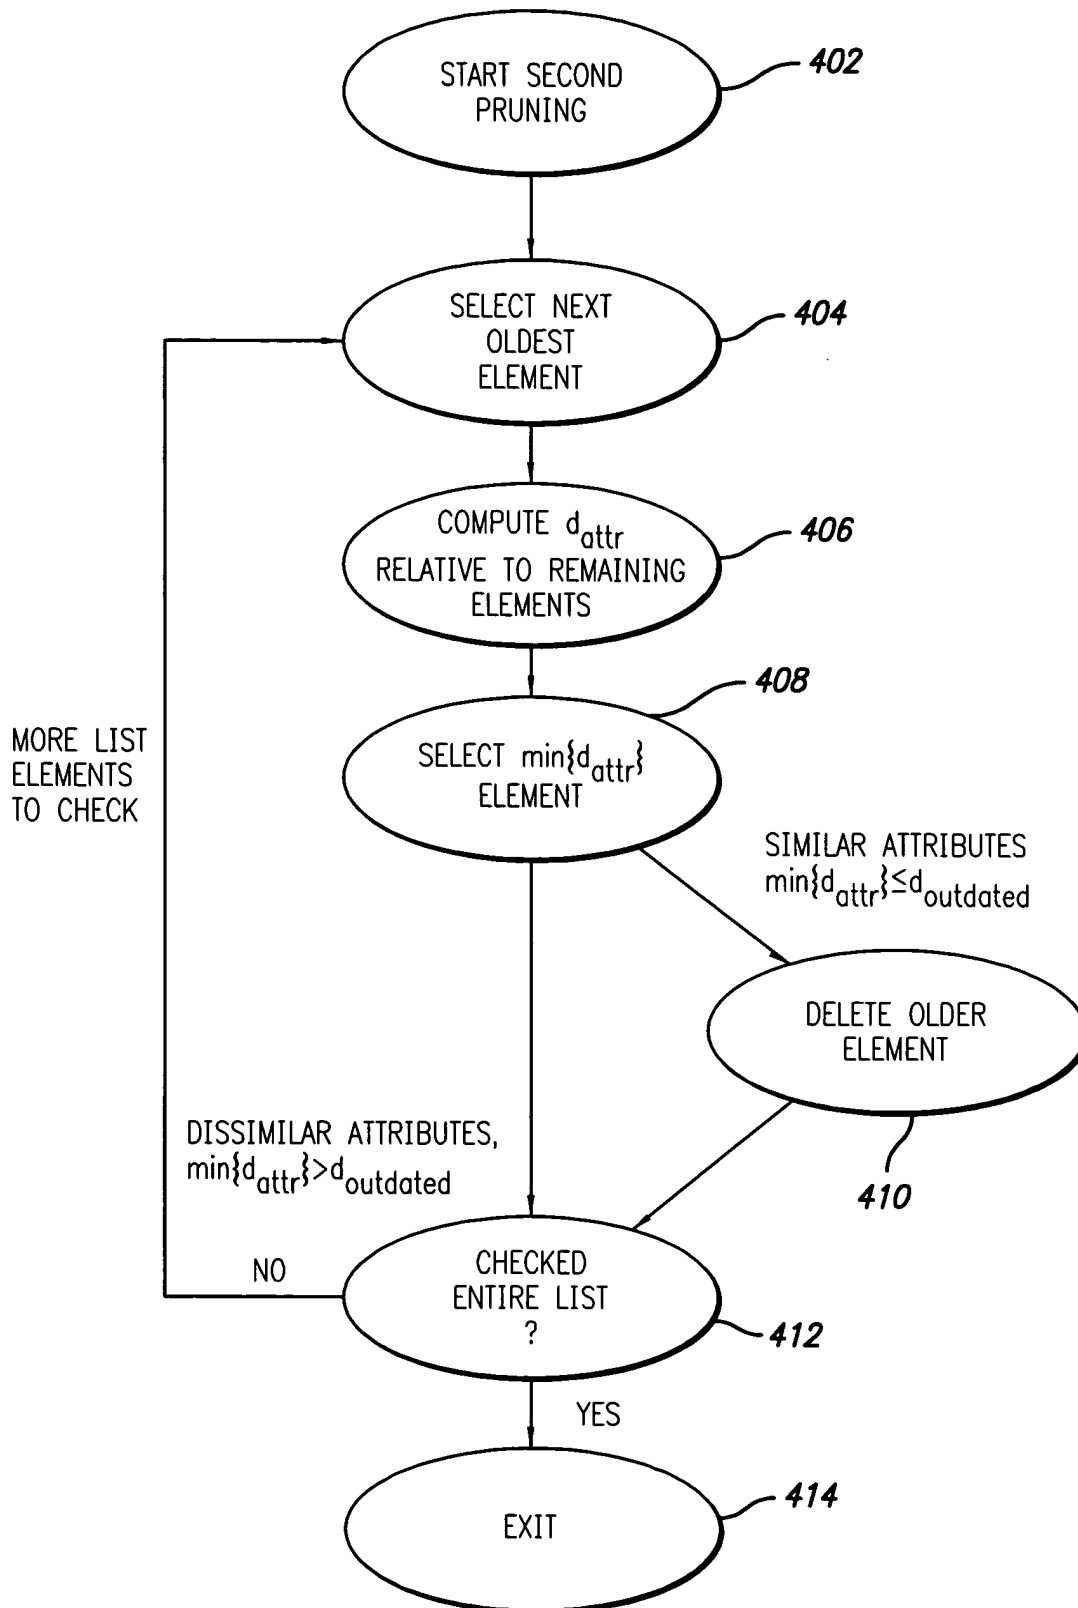 START SECOND
PRUNING
402
SELECT NEXT
OLDEST
ELEMENT
404
COMPUTE d_attr
RELATIVE TO REMAINING
ELEMENTS
406
408
SELECT min{d_attr}
ELEMENT
MORE LIST
ELEMENTS
TO CHECK
SIMILAR ATTRIBUTES
min{d_attr}≤d_outdated
DELETE OLDER
ELEMENT
410
DISSIMILAR ATTRIBUTES,
min{d_attr}>d_outdated
NO
CHECKED
ENTIRE LIST
?
412
YES
EXIT
414